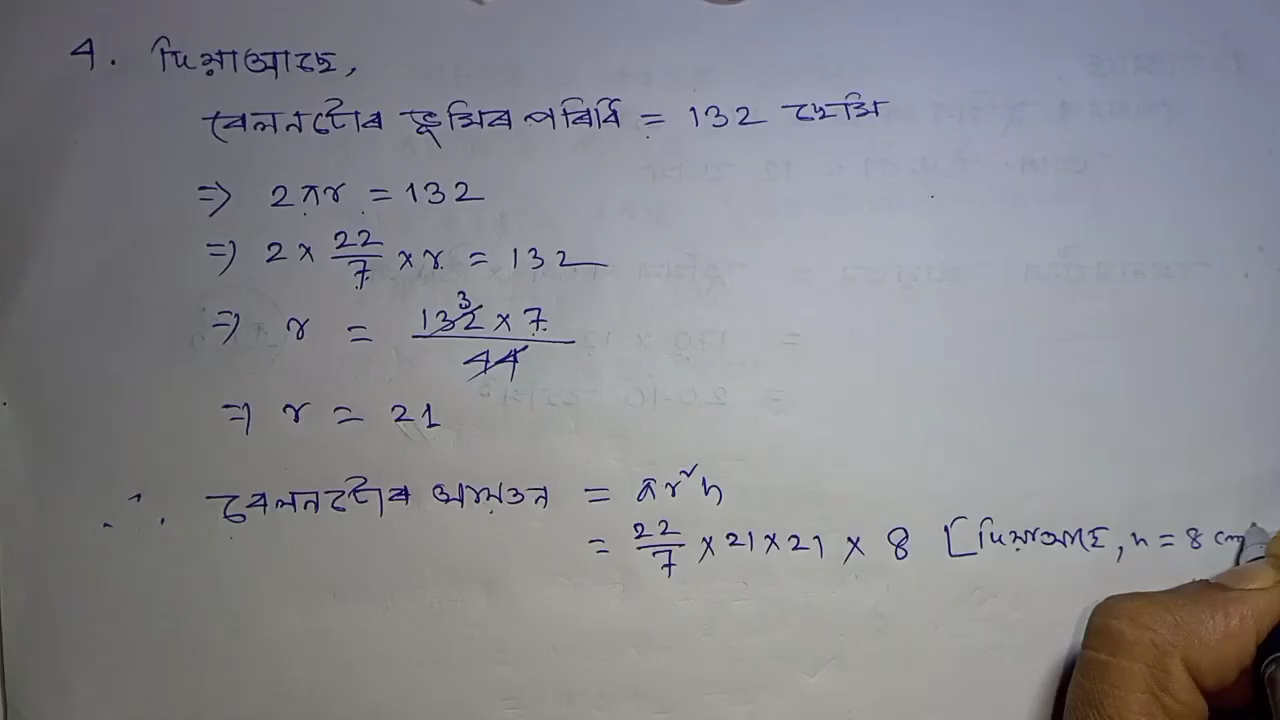 4. দিয়াআছে,
বেলনটোৰ ভূমিৰ পৰিধি = 132 ছেমি
⇒ 2πr = 132
⇒ 2 × 22/7 × r = 132
⇒ r = 132 3 × 7 / 44
⇒ r = 21
∴ বেলনটোৰ আয়তন = πr²h
= 22/7 × 21 × 21 × 8 [দিয়াআছে, h = 8 cm